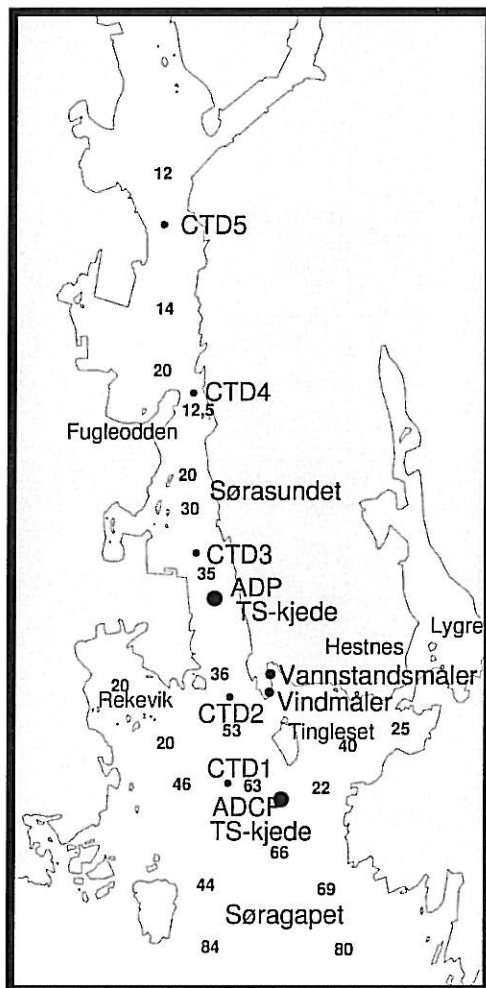 12
CTD5
14
20
CTD4
12,5
Fugleodden
20
Sørasundet
30
CTD3
35
ADP
TS-kjede
Hestnes
Lygre
36
Vannstandsmåler
20
Rekevik
Vindmåler
CTD2
53
Tingleset
25
20
40
CTD1
46
63
22
ADCP
TS-kjede
66
44
69
Søragapet
84
80